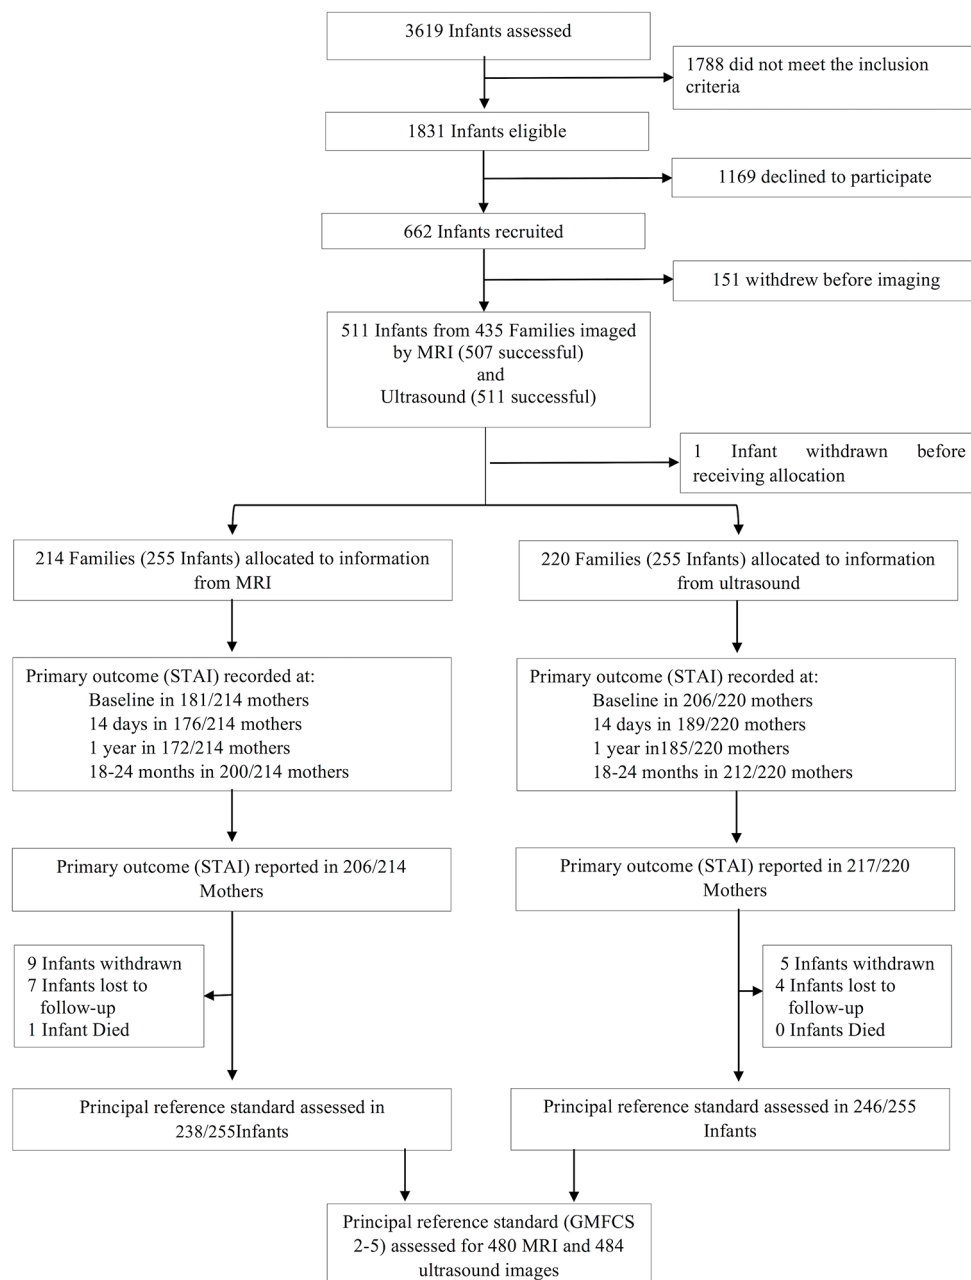 3619 Infants assessed
1788 did not meet the inclusion
criteria
1831 Infants eligible
1169 declined to participate
662 Infants recruited
151 withdrew before imaging
511 Infants from 435 Families imaged
by MRI (507 successful)
and
Ultrasound (511 successful)
1 Infant withdrawn before
receiving allocation
214 Families (255 Infants) allocated to information
from MRI
220 Families (255 Infants) allocated to information
from ultrasound
Primary outcome (STAI) recorded at:
Baseline in 181/214 mothers
14 days in 176/214 mothers
1 year in 172/214 mothers
18-24 months in 200/214 mothers
Primary outcome (STAI) recorded at:
Baseline in 206/220 mothers
14 days in 189/220 mothers
1 year in185/220 mothers
18-24 months in 212/220 mothers
Primary outcome (STAI) reported in 206/214
Mothers
Primary outcome (STAI) reported in 217/220
Mothers
9 Infants withdrawn
7 Infants lost to
follow-up
1 Infant Died
5 Infants withdrawn
4 Infants lost to
follow-up
0 Infants Died
Principal reference standard assessed in
238/255Infants
Principal reference standard assessed in 246/255
Infants
Principal reference standard (GMFCS
2-5) assessed for 480 MRI and 484
ultrasound images